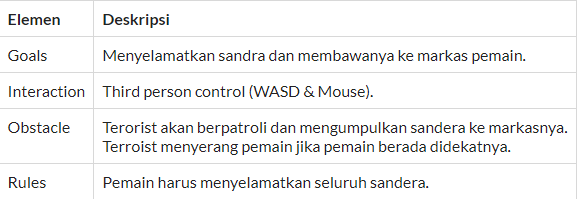 Elemen Deskripsi
Goals Menyelamatkan sandra dan membawanya ke markas pemain.
Interaction Third person control (WASD & Mouse).
Obstacle Terorist akan berpatroli dan mengumpulkan sandera ke markasnya.
Terroist menyerang pemain jika pemain berada didekatnya.
Rules Pemain harus menyelamatkan seluruh sandera.